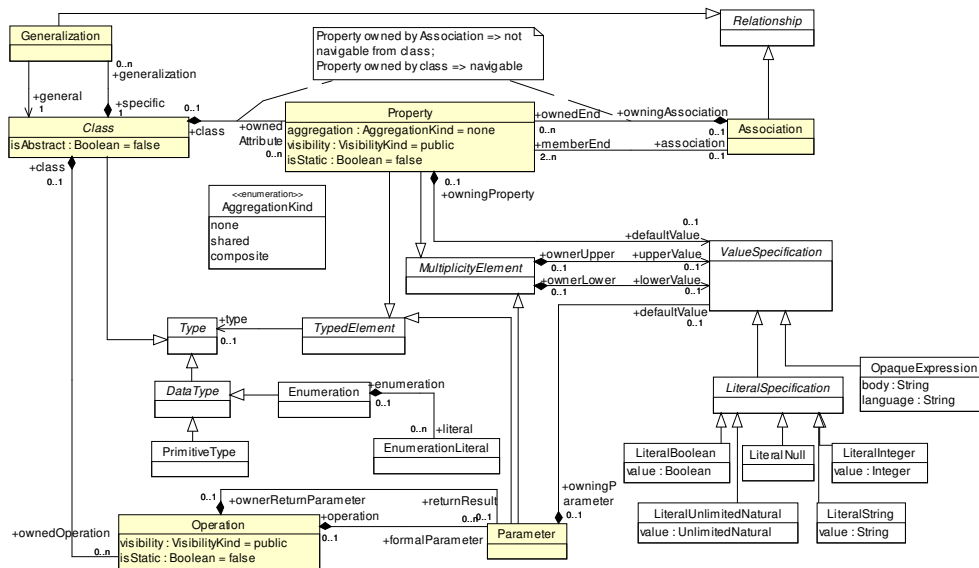 Generalization
Relationship
Property owned by Association => not
navigable from class;
Property owned by class => navigable
0..n
+generalization
+general
1
+specific
1
Class
isAbstract : Boolean = false
0..1
+class
+owned
Attribute
0..n
Property
aggregation : AggregationKind = none
visibility : VisibilityKind = public
isStatic : Boolean = false
+ownedEnd
0..n
+memberEnd
2..n
+owningAssociation
0..1
+association
0..1
Association
+class
0..1
<<enumeration>>
AggregationKind
none
shared
composite
0..1
+owningProperty
0..1
+defaultValue
MultiplicityElement
+ownerUpper
0..1
+upperValue
0..1
+ownerLower
0..1
+lowerValue
0..1
+defaultValue
0..1
ValueSpecification
Type
+type
0..1
TypedElement
DataType
Enumeration
+enumeration
0..1
0..n
+literal
EnumerationLiteral
PrimitiveType
OpaqueExpression
body : String
language : String
LiteralSpecification
LiteralBoolean
value : Boolean
LiteralNull
LiteralInteger
value : Integer
LiteralUnlimitedNatural
value : UnlimitedNatural
LiteralString
value : String
0..1
+ownerReturnParameter
+returnResult
0..1
+operation
0..1
0..n
+formalParameter
+owningP
arameter
0..1
Parameter
+ownedOperation
0..n
Operation
visibility : VisibilityKind = public
isStatic : Boolean = false